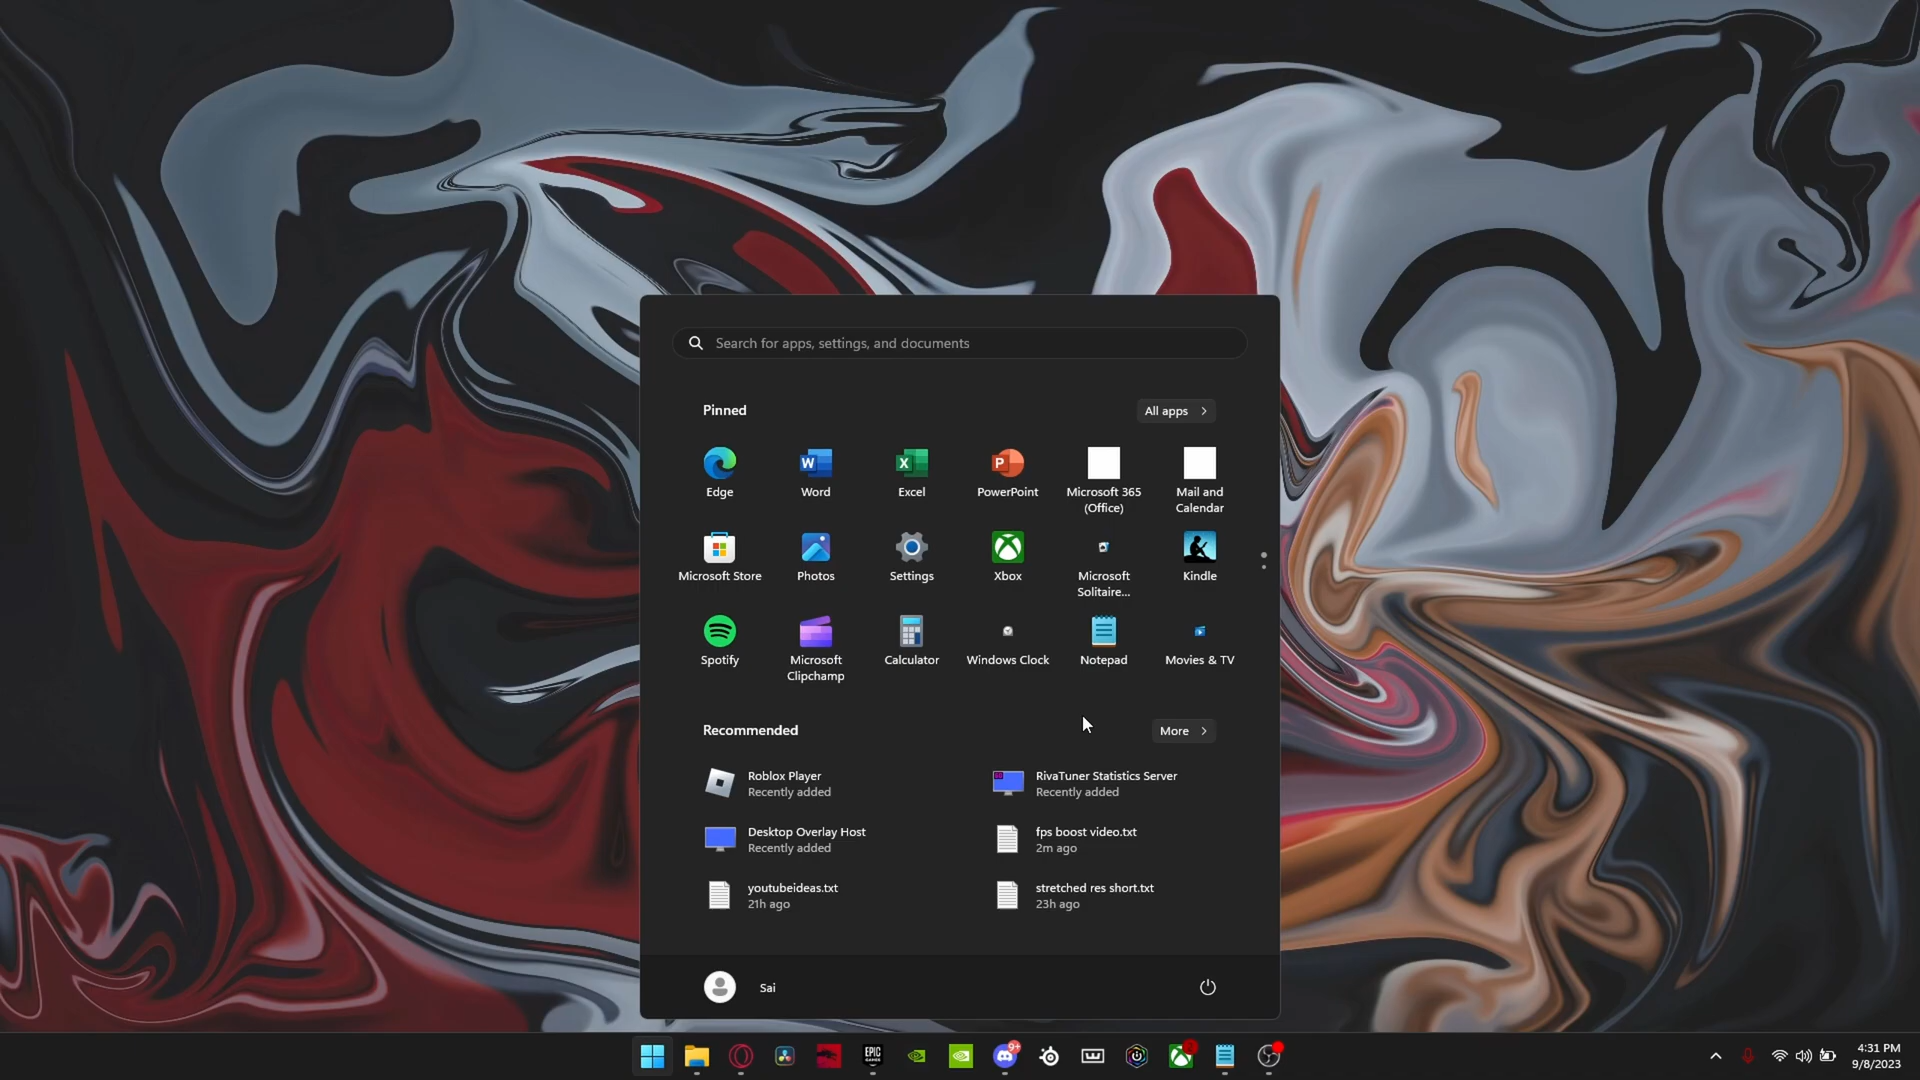 Search for apps, settings, and documents
Pinned
All apps
Edge
Word
Excel
PowerPoint
Microsoft 365
(Office)
Mail and
Calendar
Microsoft Store
Photos
Settings
Xbox
Microsoft
Solitaire...
Kindle
Spotify
Microsoft
Clipchamp
Calculator
Windows Clock
Notepad
Movies & TV
Recommended
More
Roblox Player
Recently added
RivaTuner Statistics Server
Recently added
Desktop Overlay Host
Recently added
fps boost video.txt
2m ago
youtubeideas.txt
21h ago
stretched res short.txt
23h ago
Sai
EPIC
GAMES
9+
4:31 PM
9/8/2023